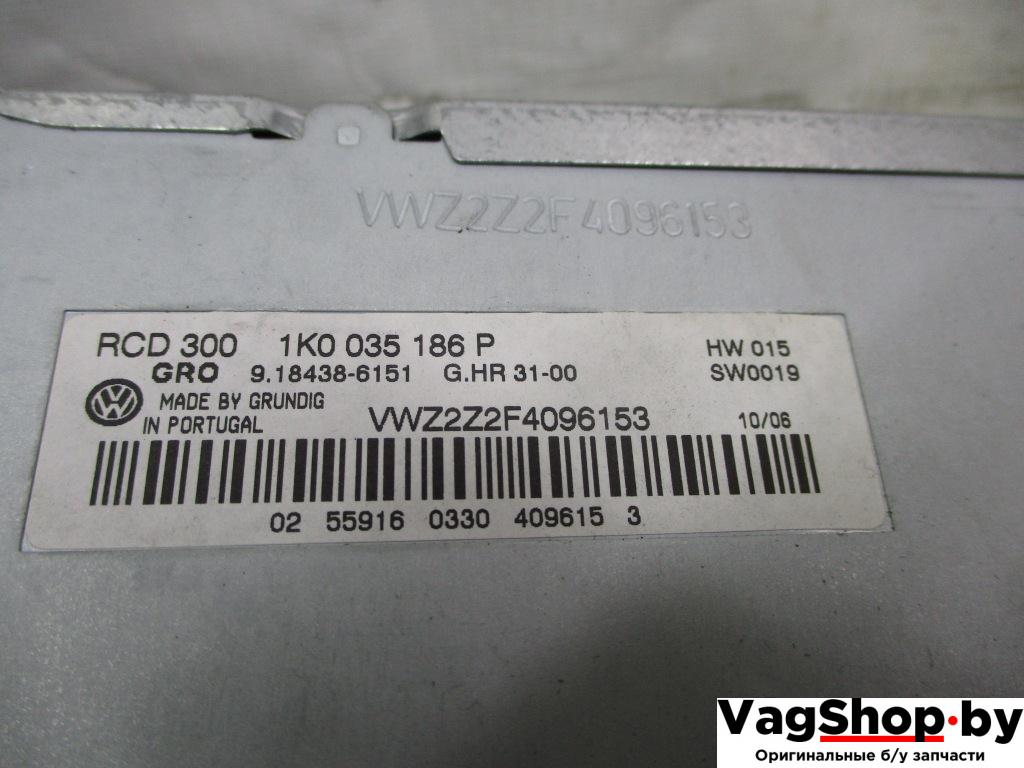 VWZ2Z2F4096153
RCD 300 1K0 035 186 P HW 015
GRO 9.18438-6151 G.HR 31-00 SW0019
MADE BY GRUNDIG
IN PORTUGAL VWZ2Z2F4096153 10/06
02 55916 0330 409615 3
VagShop.by
Оригинальные б/у запчасти